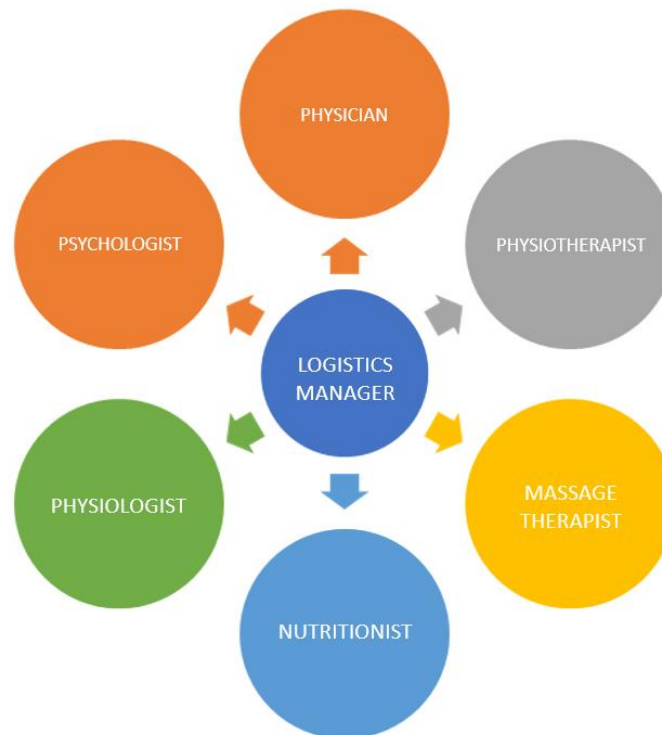 PHYSICIAN
PSYCHOLOGIST
PHYSIOTHERAPIST
LOGISTICS
MANAGER
PHYSIOLOGIST
MASSAGE
THERAPIST
NUTRITIONIST